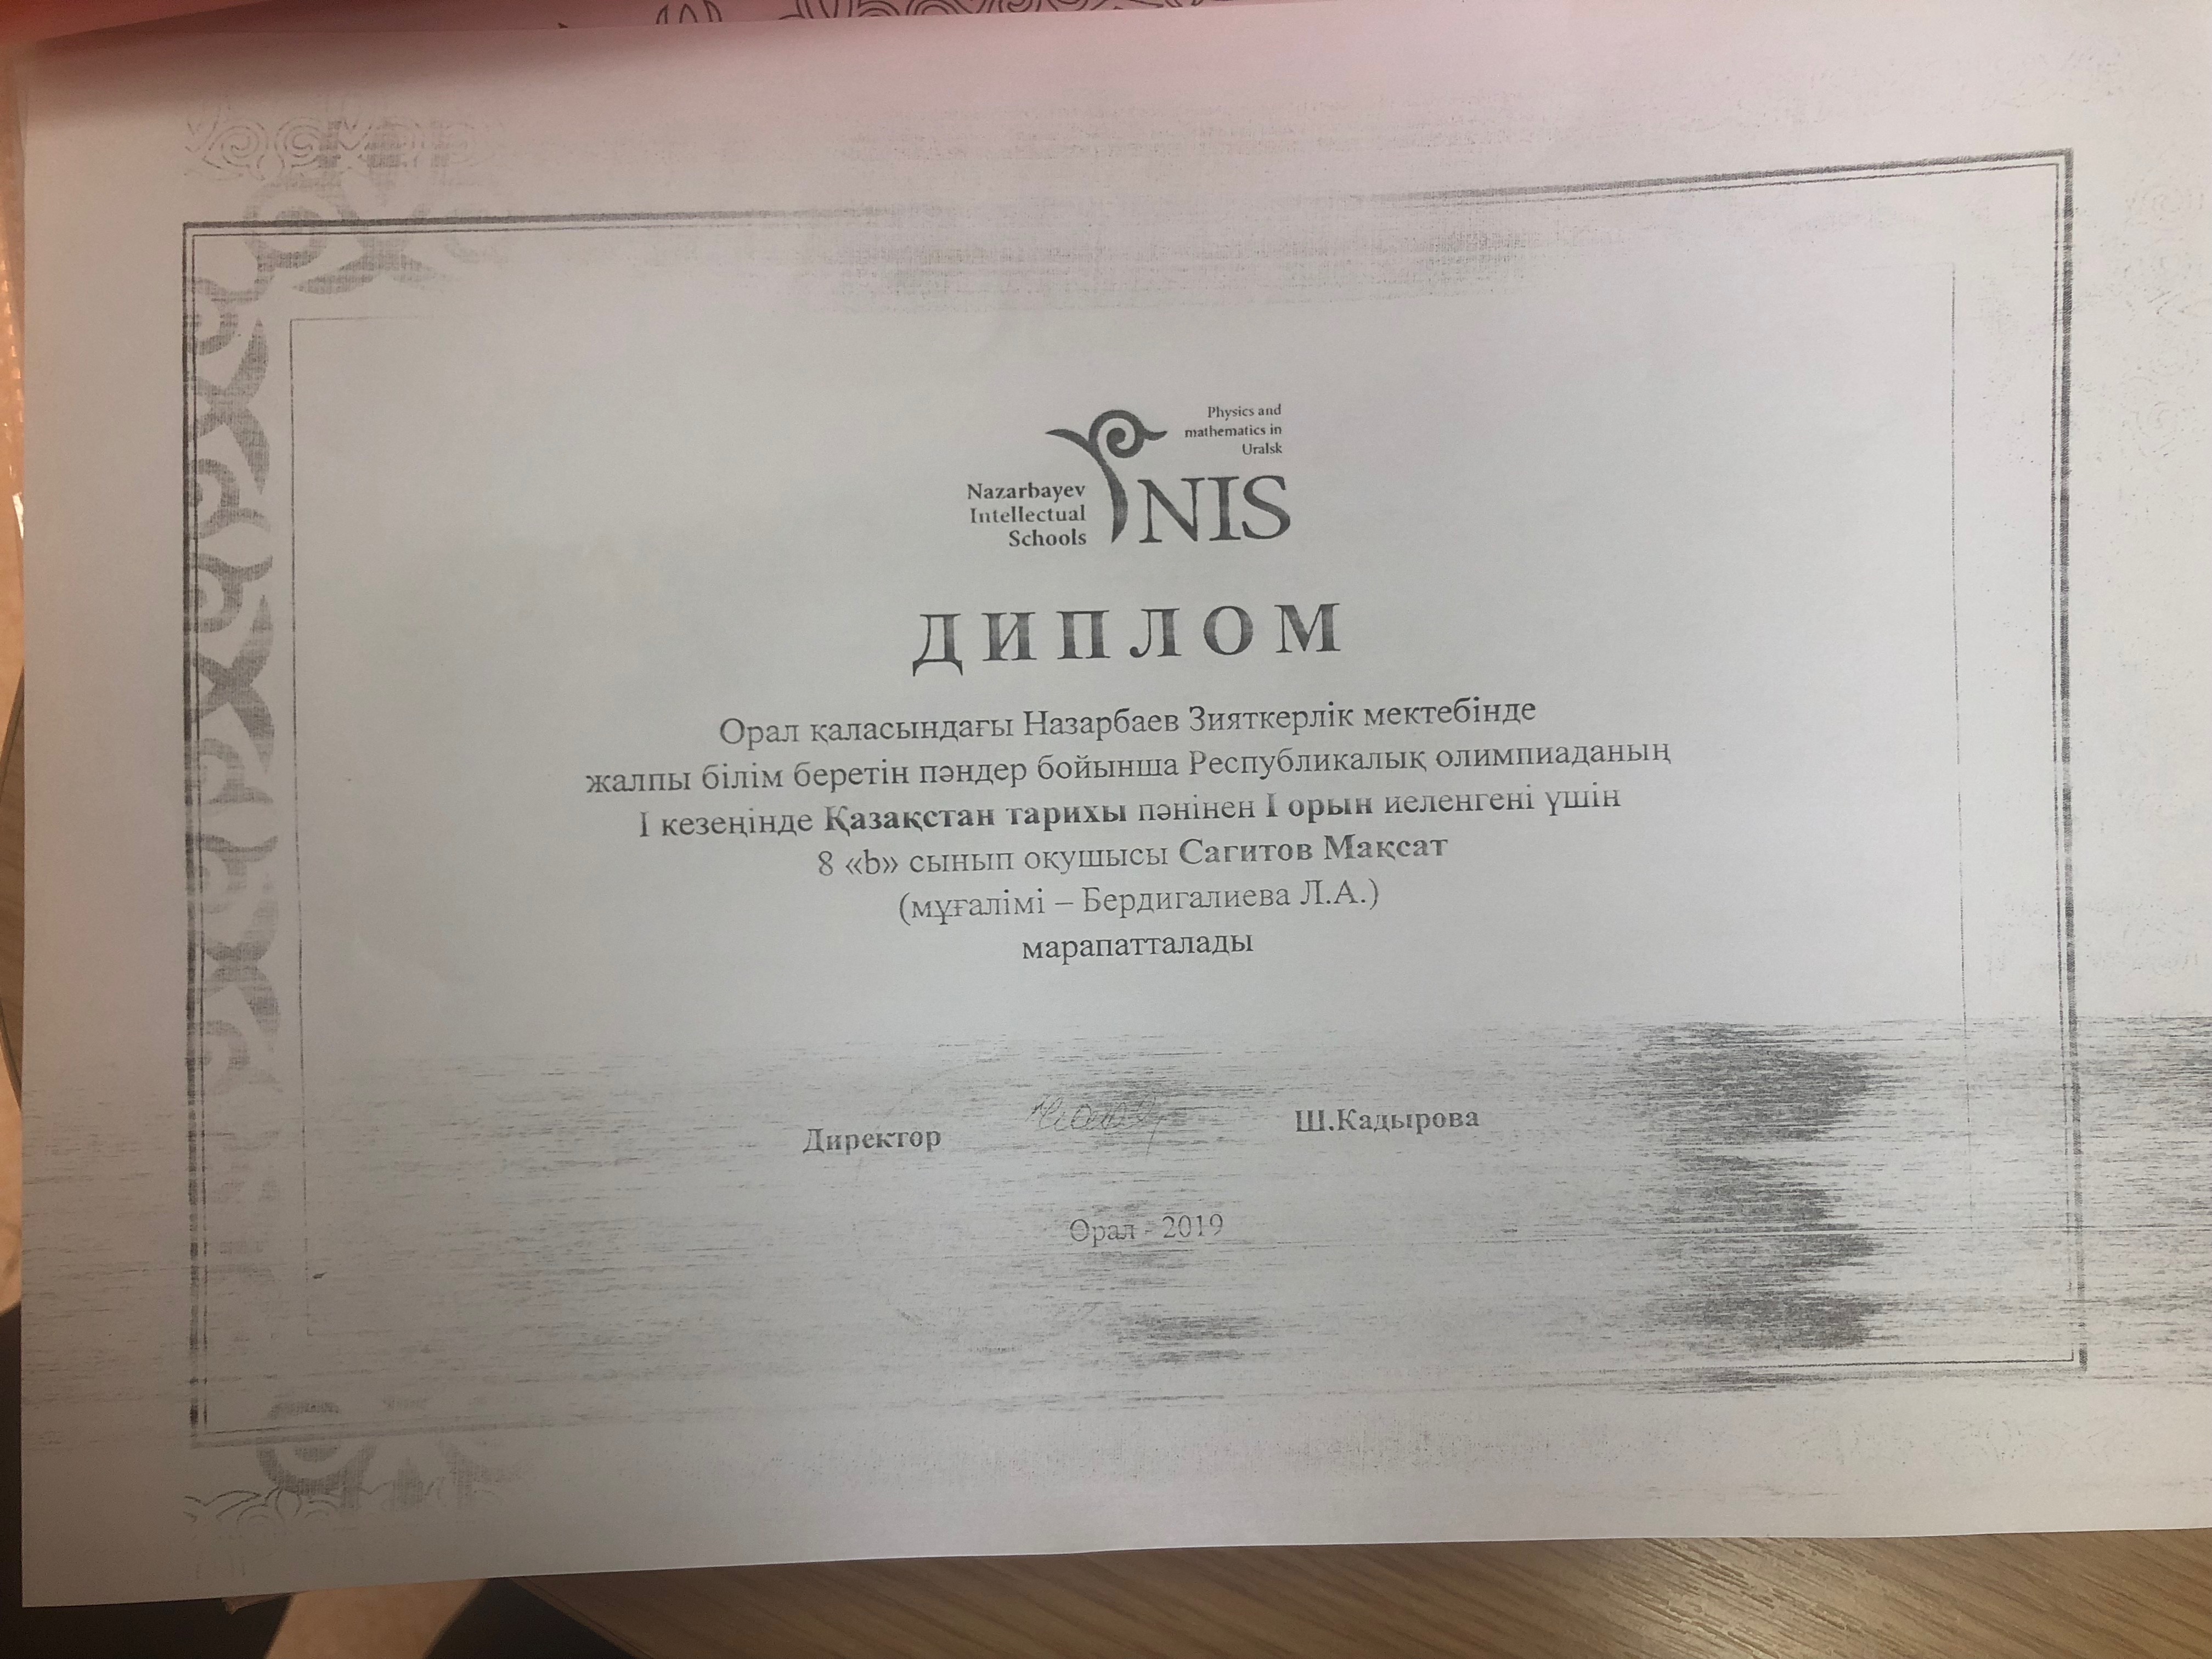 Nazarbayev
Intellectual
Schools
NIS
Physics and
mathematics in
Uralsk
ДИПЛОМ
Орал қаласындағы Назарбаев Зияткерлік мектебінде
жалпы білім беретін пәндер бойынша Республикалық олимпиаданың
І кезеңінде Қазақстан тарихы пәнінен І орын иеленгені үшін
8 «b» сынып окушысы Сагитов Мақсат
(мұғалімі – Бердигалиева Л.А.)
марапатталады
Директор Ш.Кадырова
Орал - 2019